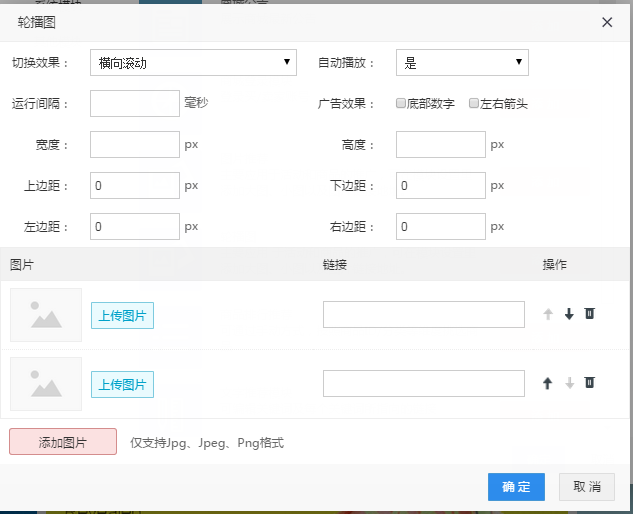 轮播图
切换效果： 横向滚动 自动播放： 是
运行间隔： 毫秒 广告效果： 底部数字 左右箭头
宽度： px 高度： px
上边距： 0 px 下边距： 0 px
左边距： 0 px 右边距： 0 px
图片 链接 操作
上传图片
上传图片
添加图片 仅支持Jpg、Jpeg、Png格式
确 定 取 消